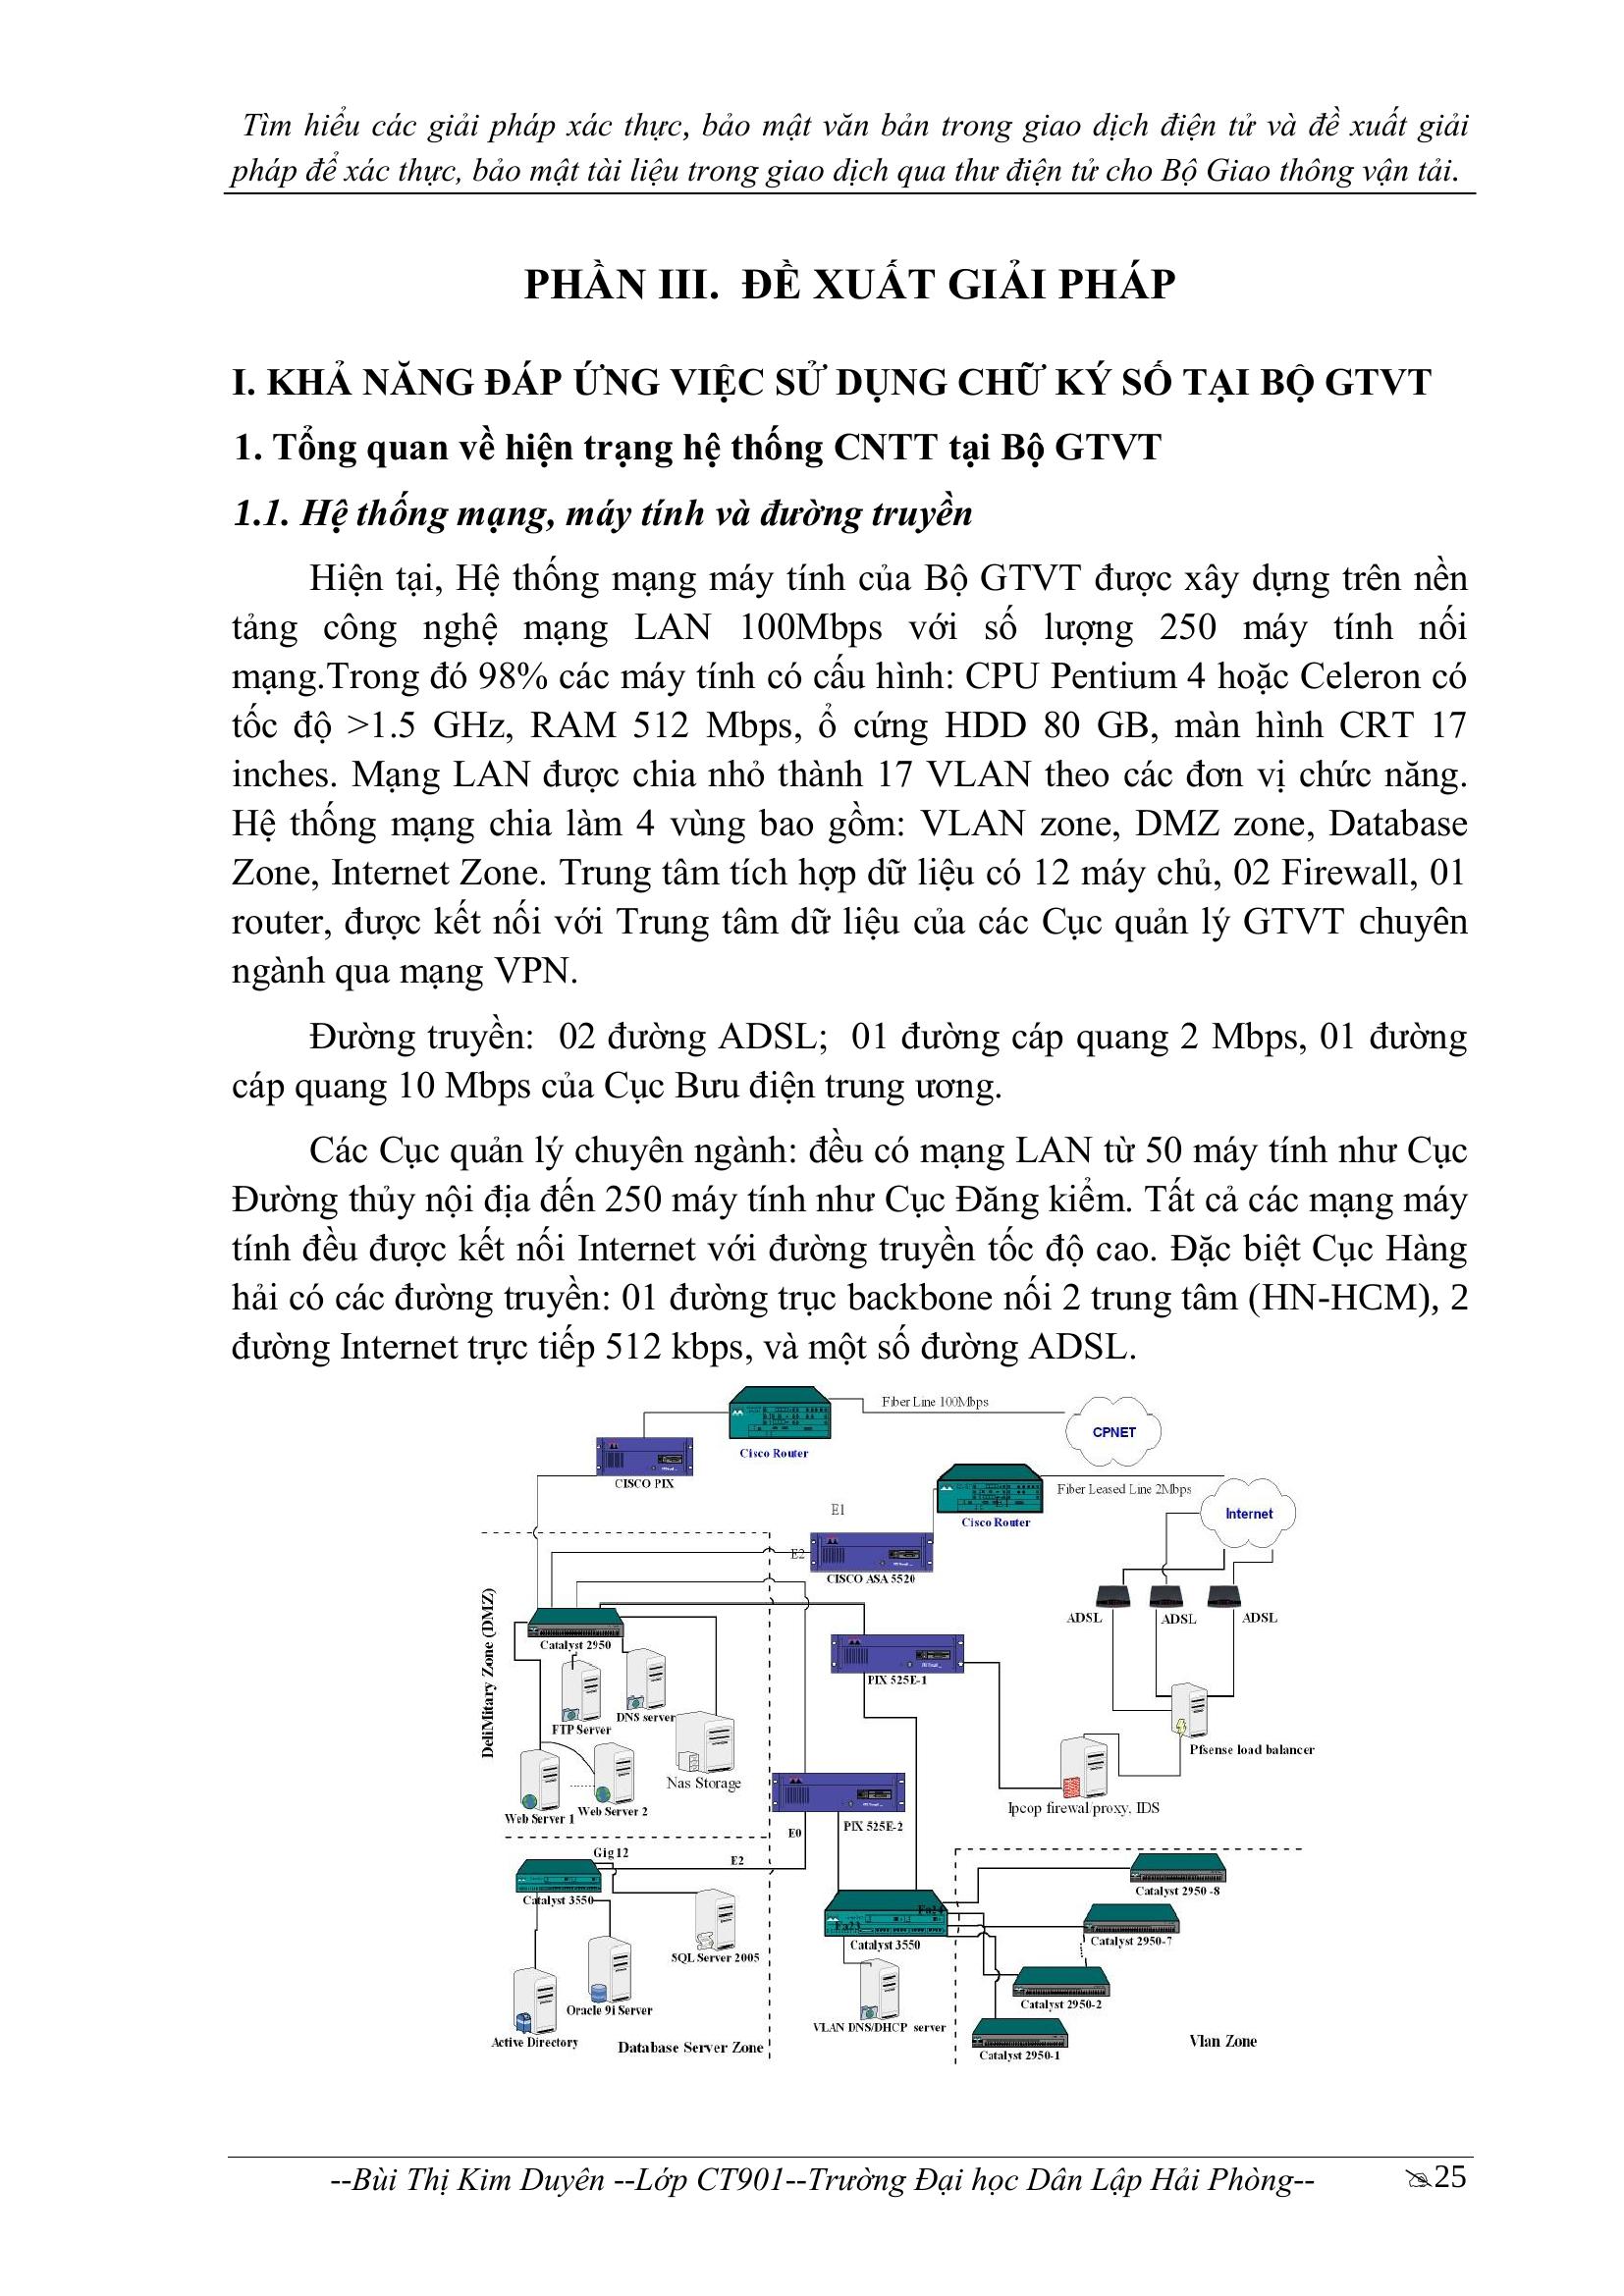 Tìm hiểu các giải pháp xác thực, bảo mật văn bản trong giao dịch điện tử và đề xuất giải
pháp để xác thực, bảo mật tài liệu trong giao dịch qua thư điện tử cho Bộ Giao thông vận tải.
PHẦN III.  ĐỀ XUẤT GIẢI PHÁP
I. KHẢ NĂNG ĐÁP ỨNG VIỆC SỬ DỤNG CHỮ KÝ SỐ TẠI BỘ GTVT
1. Tổng quan về hiện trạng hệ thống CNTT tại Bộ GTVT
1.1. Hệ thống mạng, máy tính và đường truyền
Hiện tại, Hệ thống mạng máy tính của Bộ GTVT được xây dựng trên nền
tảng công nghệ mạng LAN 100Mbps với số lượng 250 máy tính nối
mạng.Trong đó 98% các máy tính có cấu hình: CPU Pentium 4 hoặc Celeron có
tốc độ >1.5 GHz, RAM 512 Mbps, ổ cứng HDD 80 GB, màn hình CRT 17
inches. Mạng LAN được chia nhỏ thành 17 VLAN theo các đơn vị chức năng.
Hệ thống mạng chia làm 4 vùng bao gồm: VLAN zone, DMZ zone, Database
Zone, Internet Zone. Trung tâm tích hợp dữ liệu có 12 máy chủ, 02 Firewall, 01
router, được kết nối với Trung tâm dữ liệu của các Cục quản lý GTVT chuyên
ngành qua mạng VPN.
Đường truyền:  02 đường ADSL;  01 đường cáp quang 2 Mbps, 01 đường
cáp quang 10 Mbps của Cục Bưu điện trung ương.
Các Cục quản lý chuyên ngành: đều có mạng LAN từ 50 máy tính như Cục
Đường thủy nội địa đến 250 máy tính như Cục Đăng kiểm. Tất cả các mạng máy
tính đều được kết nối Internet với đường truyền tốc độ cao. Đặc biệt Cục Hàng
hải có các đường truyền: 01 đường trục backbone nối 2 trung tâm (HN-HCM), 2
đường Internet trực tiếp 512 kbps, và một số đường ADSL.
Fiber Line 100Mbps
CPNET
Cisco Router
CISCO PIX
Fiber Leased Line 2Mbps
Internet
Cisco Router
E1
E2
CISCO ASA 5520
ADSL
ADSL
ADSL
DeliMitary Zone (DMZ)
Catalyst 2950
PIX 525E-1
FTP Server
DNS server
Nas Storage
Pfsense load balancer
Web Server 1
Web Server 2
Ipcop firewal/proxy, IDS
PIX 525E-2
E0
Gig12
E2
Catalyst 3550
Catalyst 2950 -8
Fa24
Fa23
Catalyst 3550
Catalyst 2950-7
SQL Server 2005
Catalyst 2950-2
Oracle 9i Server
VLAN DNS/DHCP server
Active Directory
Database Server Zone
Catalyst 2950-1
Vlan Zone
--Bùi Thị Kim Duyên --Lớp CT901--Trường Đại học Dân Lập Hải Phòng--
25